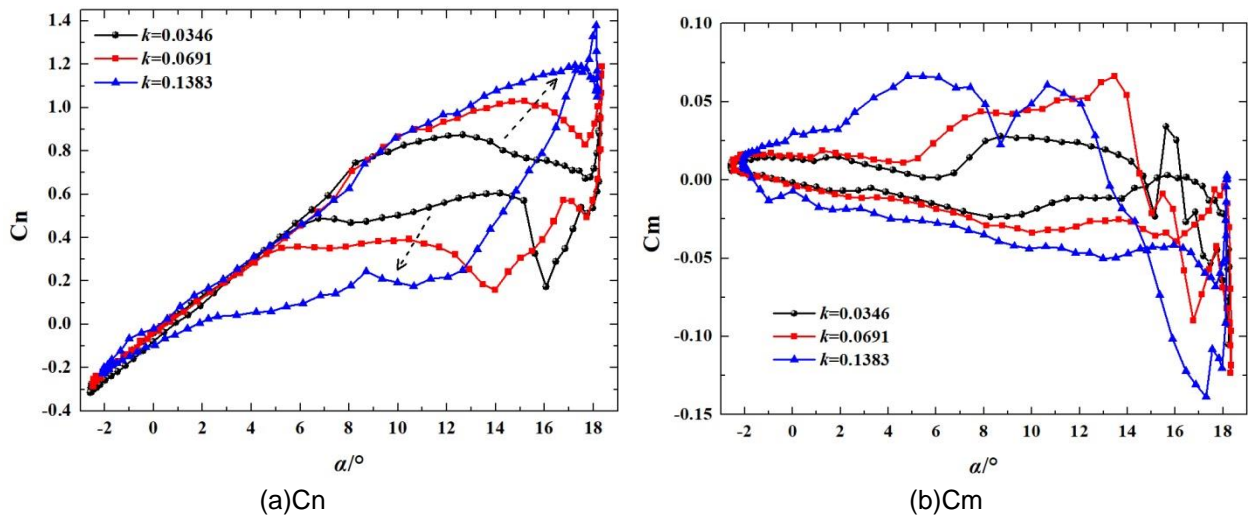 1.4
1.2
1.0
0.8
0.6
0.4
0.2
0.0
-0.2
-0.4
Cn
k=0.0346
k=0.0691
k=0.1383
-2 0 2 4 6 8 10 12 14 16 18
α/°
(a)Cn
0.10
0.05
0.00
-0.05
-0.10
-0.15
Cm
k=0.0346
k=0.0691
k=0.1383
-2 0 2 4 6 8 10 12 14 16 18
α/°
(b)Cm